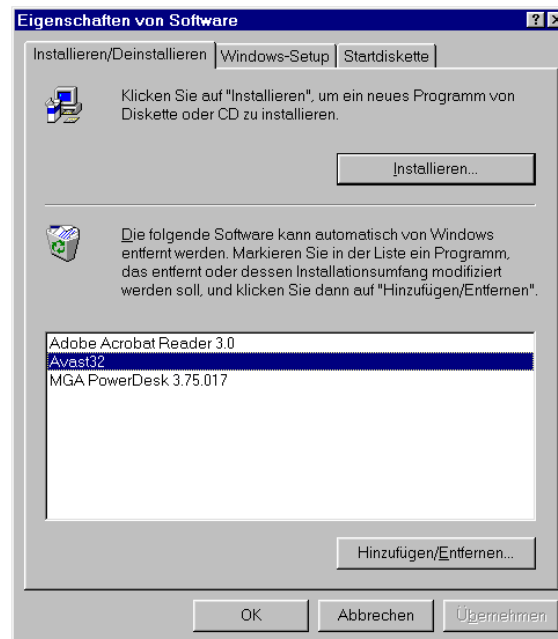 Eigenschaften von Software
Installieren/Deinstallieren Windows-Setup Startdiskette
Klicken Sie auf "Installieren", um ein neues Programm von
Diskette oder CD zu installieren.
Installieren...
Die folgende Software kann automatisch von Windows
entfernt werden. Markieren Sie in der Liste ein Programm,
das entfernt oder dessen Installationsumfang modifiziert
werden soll, und klicken Sie dann auf "Hinzufügen/Entfernen".
Adobe Acrobat Reader 3.0
Avast32
MGA PowerDesk 3.75.017
Hinzufügen/Entfernen...
OK Abbrechen Übernehmen